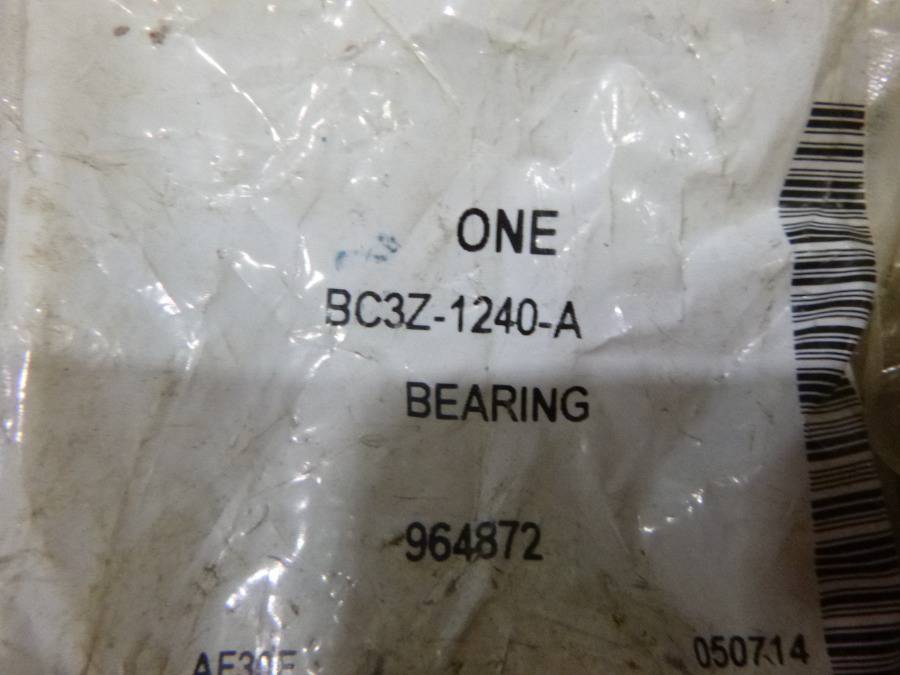 ONE
BC3Z-1240-A
BEARING
964872
050714